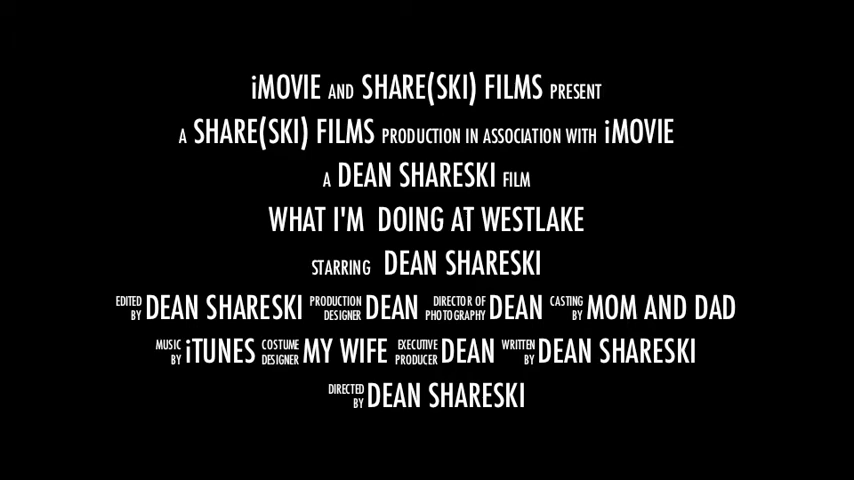 iMOVIE AND SHARE(SKI) FILMS PRESENT
A SHARE(SKI) FILMS PRODUCTION IN ASSOCIATION WITH iMOVIE
A DEAN SHARESKI FILM
WHAT I'M DOING AT WESTLAKE
STARRING DEAN SHARESKI
EDITED BY DEAN SHARESKI PRODUCTION DESIGNER DEAN DIRECTOR OF PHOTOGRAPHY DEAN CASTING BY MOM AND DAD
MUSIC BY iTUNES COSTUME DESIGNER MY WIFE EXECUTIVE PRODUCER DEAN WRITTEN BY DEAN SHARESKI
DIRECTED BY DEAN SHARESKI